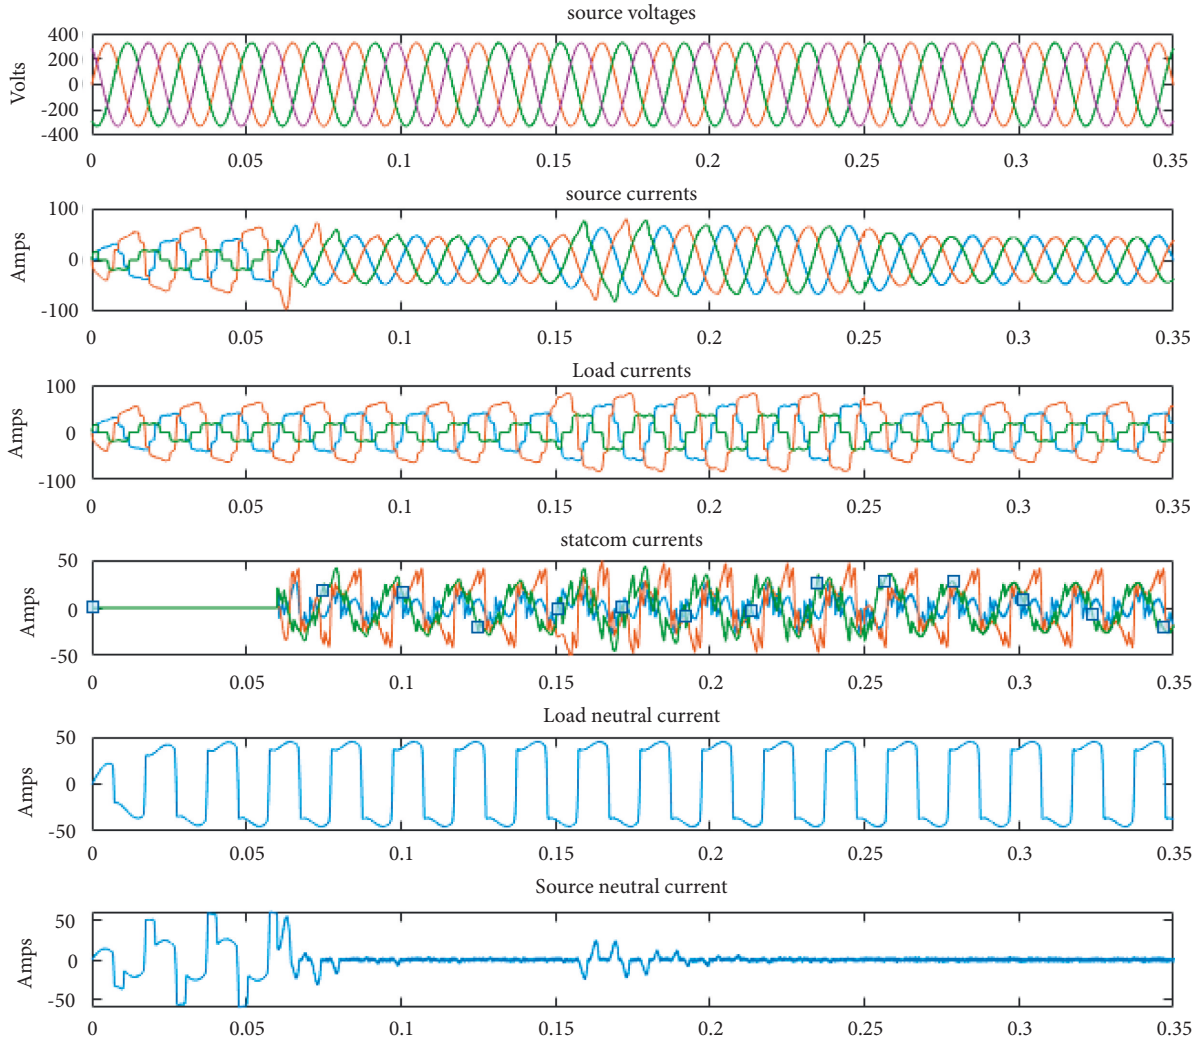 source voltages
400
200
0
-200
-400
Volts
0 0.05 0.1 0.15 0.2 0.25 0.3 0.35
source currents
100
0
-100
Amps
0 0.05 0.1 0.15 0.2 0.25 0.3 0.35
Load currents
100
0
-100
Amps
0 0.05 0.1 0.15 0.2 0.25 0.3 0.35
statcom currents
50
0
-50
Amps
0 0.05 0.1 0.15 0.2 0.25 0.3 0.35
Load neutral current
50
0
-50
Amps
0 0.05 0.1 0.15 0.2 0.25 0.3 0.35
Source neutral current
50
0
-50
Amps
0 0.05 0.1 0.15 0.2 0.25 0.3 0.35